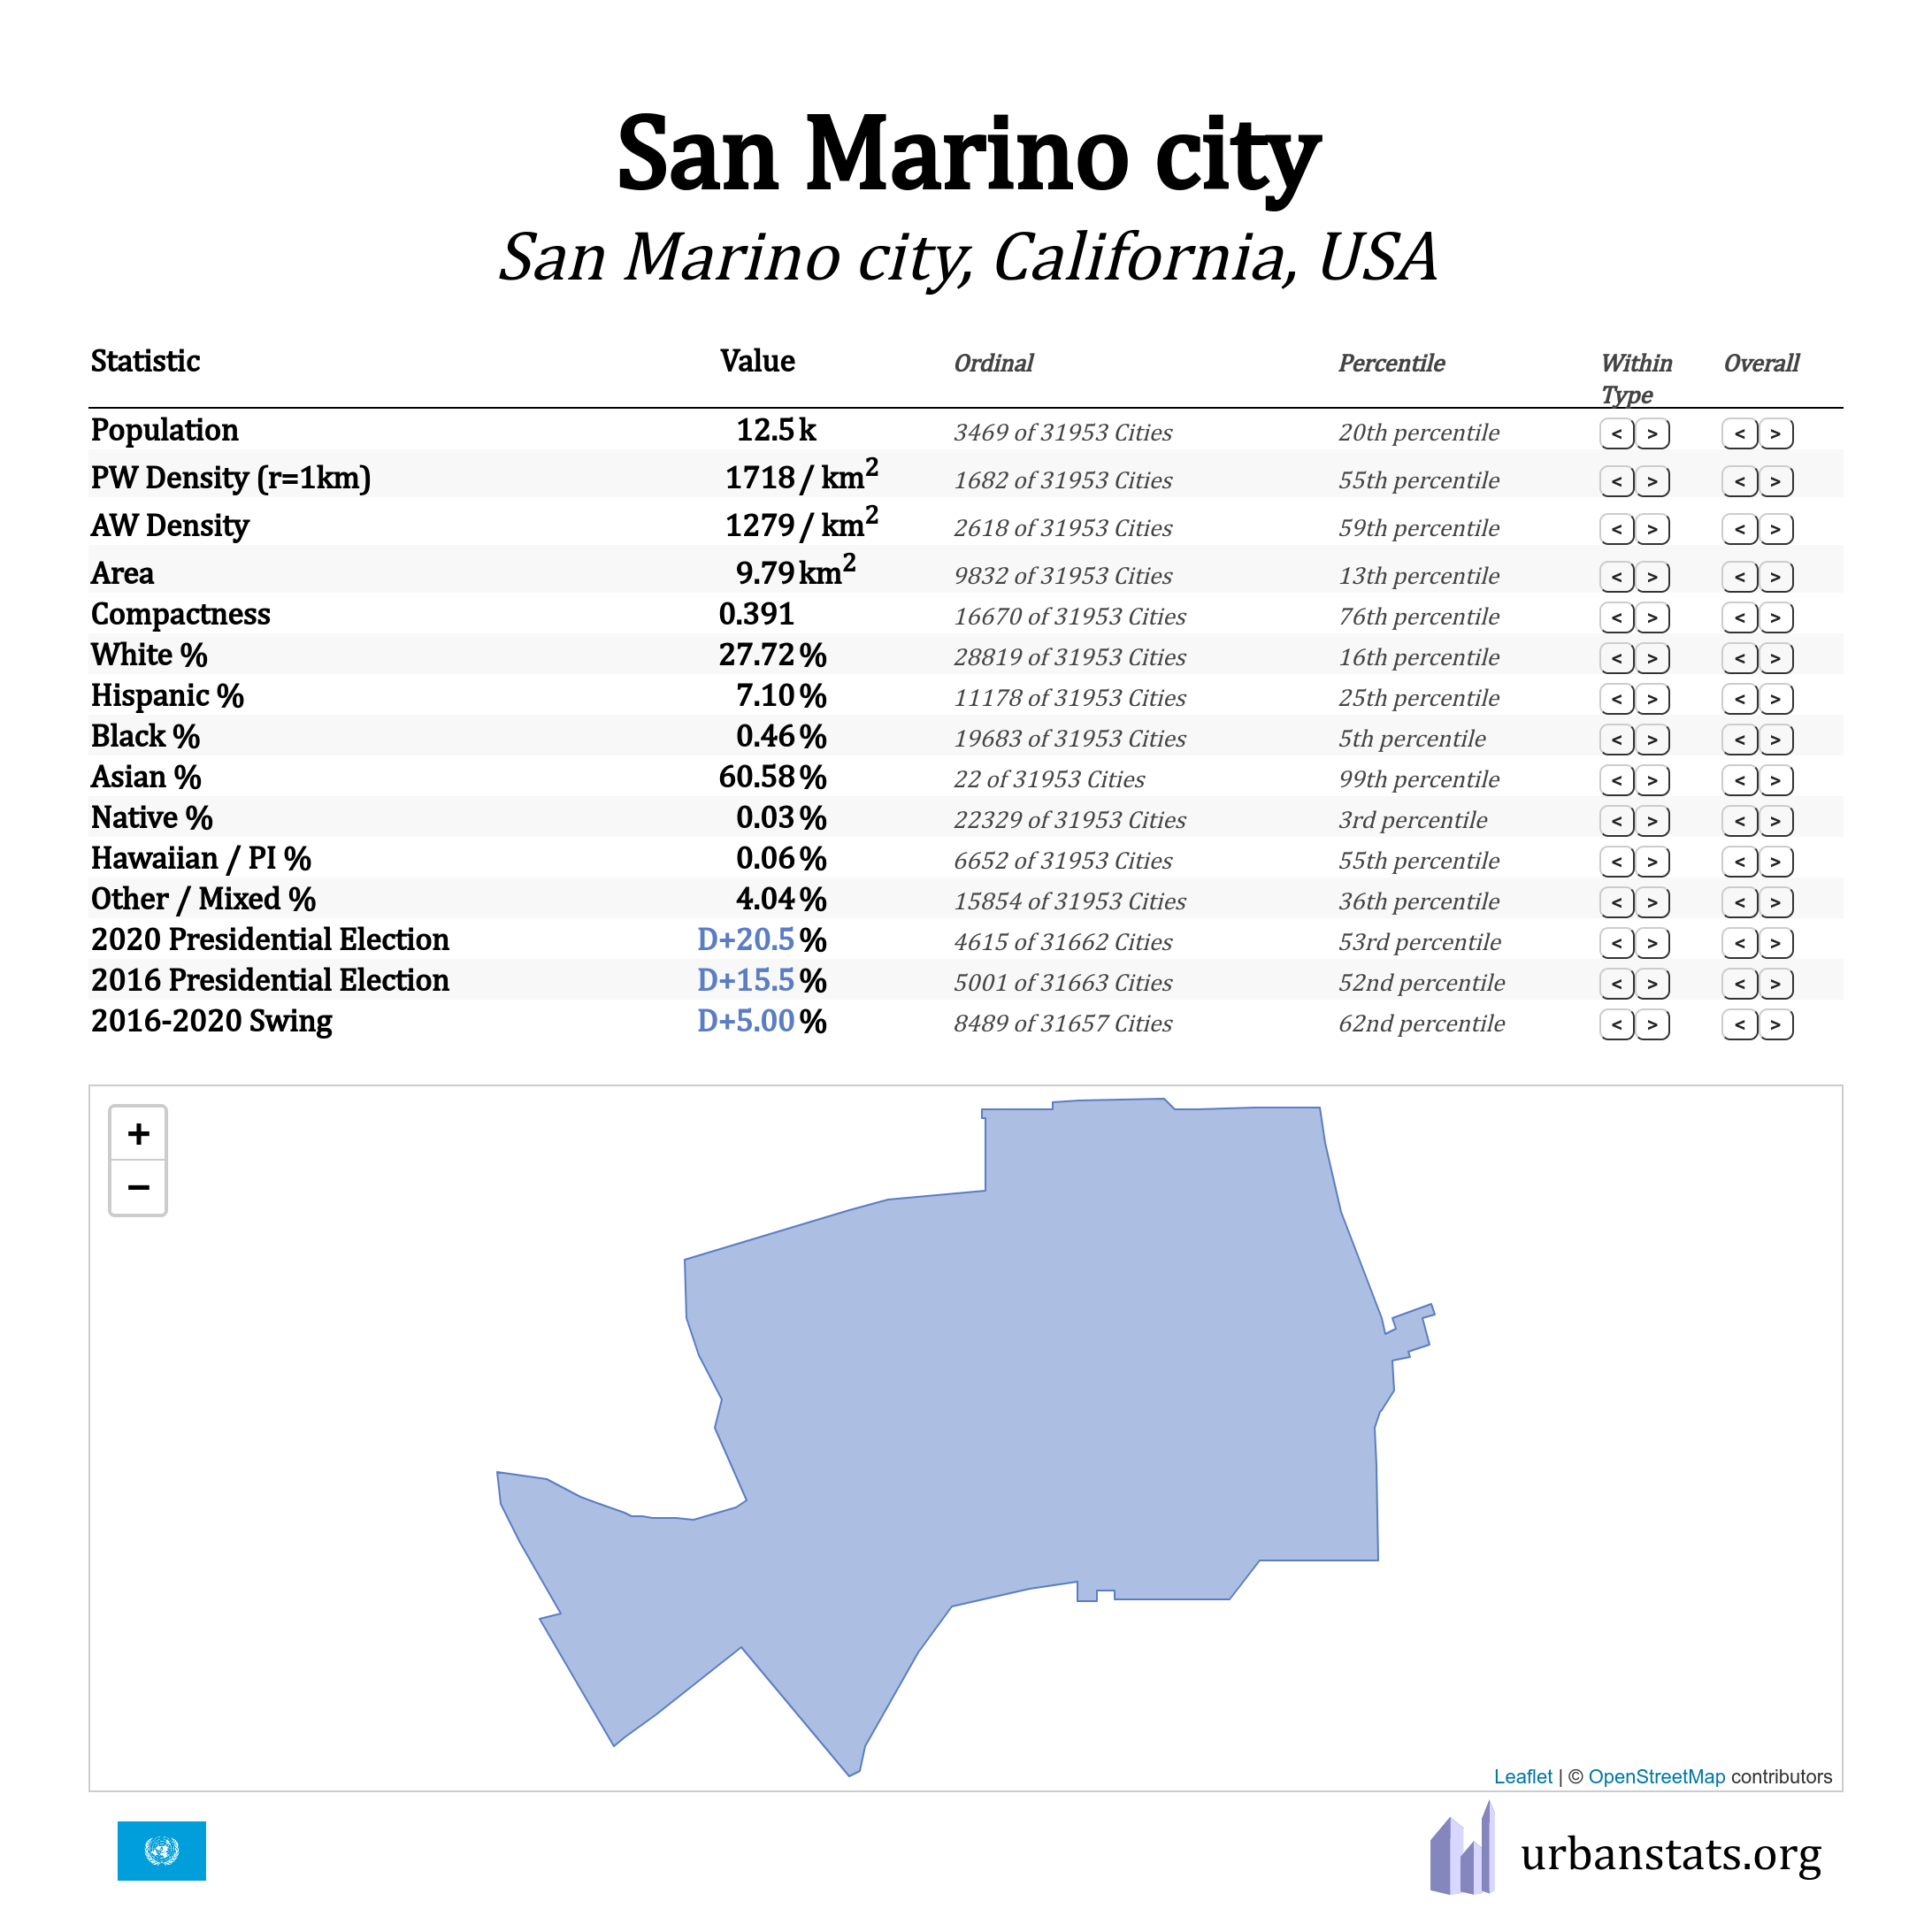 San Marino city
San Marino city, California, USA
Statistic Value Ordinal Percentile Within Type Overall
Population 12.5 k 3469 of 31953 Cities 20th percentile < > < >
PW Density (r=1km) 1718 / km² 1682 of 31953 Cities 55th percentile < > < >
AW Density 1279 / km² 2618 of 31953 Cities 59th percentile < > < >
Area 9.79 km² 9832 of 31953 Cities 13th percentile < > < >
Compactness 0.391 16670 of 31953 Cities 76th percentile < > < >
White % 27.72 % 28819 of 31953 Cities 16th percentile < > < >
Hispanic % 7.10 % 11178 of 31953 Cities 25th percentile < > < >
Black % 0.46 % 19683 of 31953 Cities 5th percentile < > < >
Asian % 60.58 % 22 of 31953 Cities 99th percentile < > < >
Native % 0.03 % 22329 of 31953 Cities 3rd percentile < > < >
Hawaiian / PI % 0.06 % 6652 of 31953 Cities 55th percentile < > < >
Other / Mixed % 4.04 % 15854 of 31953 Cities 36th percentile < > < >
2020 Presidential Election D+20.5 % 4615 of 31662 Cities 53rd percentile < > < >
2016 Presidential Election D+15.5 % 5001 of 31663 Cities 52nd percentile < > < >
2016-2020 Swing D+5.00 % 8489 of 31657 Cities 62nd percentile < > < >
+
−
Leaflet | © OpenStreetMap contributors
urbanstats.org